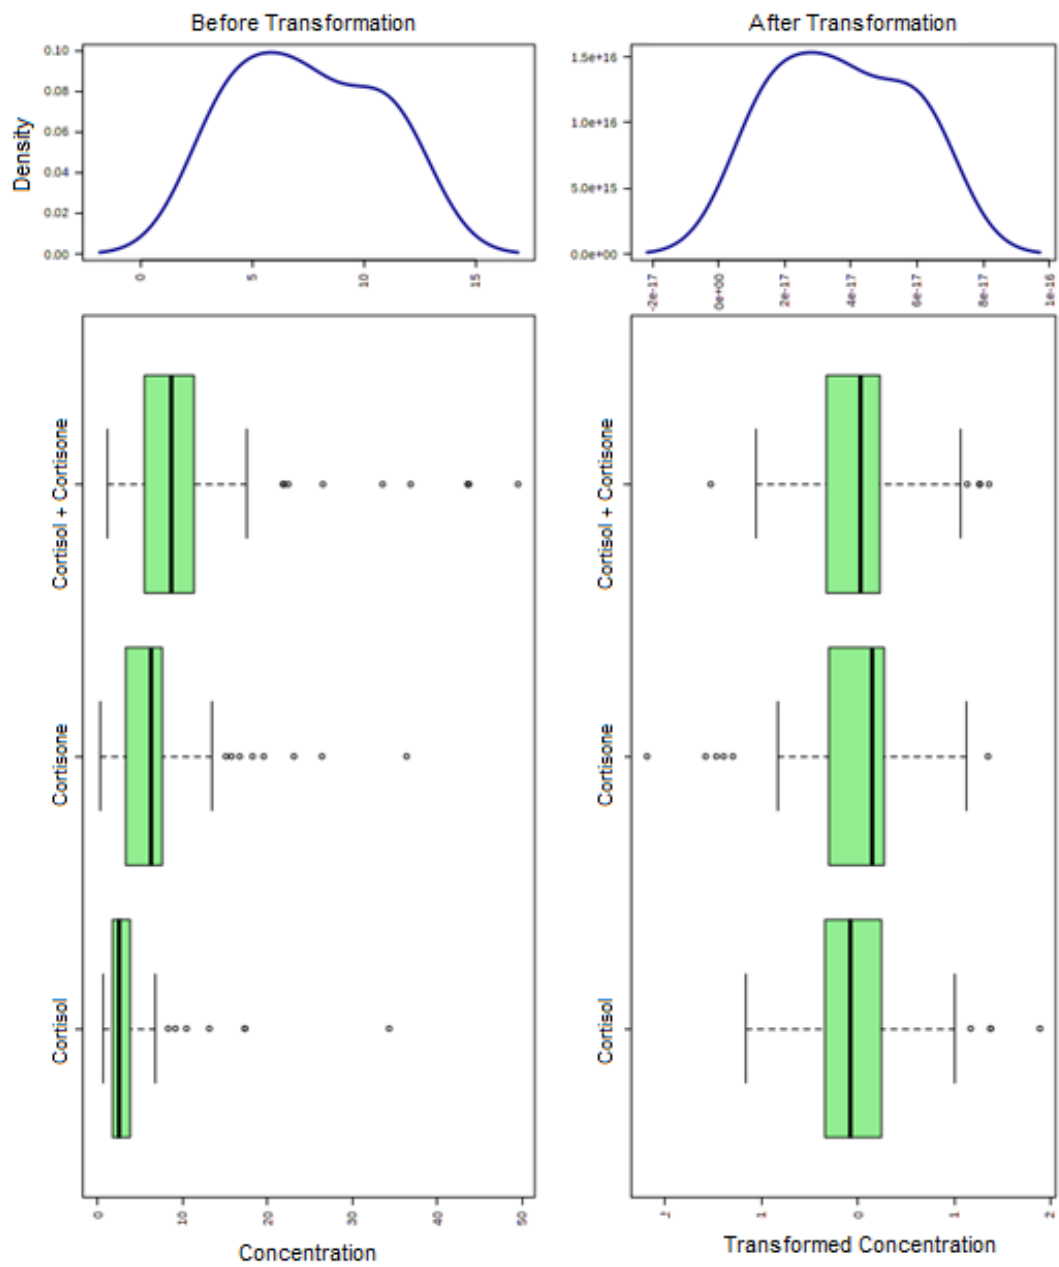 Before Transformation
After Transformation
Density
0.10
0.08
0.06
0.04
0.02
0.00
0
5
10
15
1.5e+16
1.0e+16
5.0e+15
0.0e+00
-2e-17
0e+00
2e-17
4e-17
6e-17
8e-17
1e-16
Cortisol + Cortisone
Cortisone
Cortisol
0
10
20
30
40
50
Concentration
Cortisol + Cortisone
Cortisone
Cortisol
1
0
1
2
Transformed Concentration